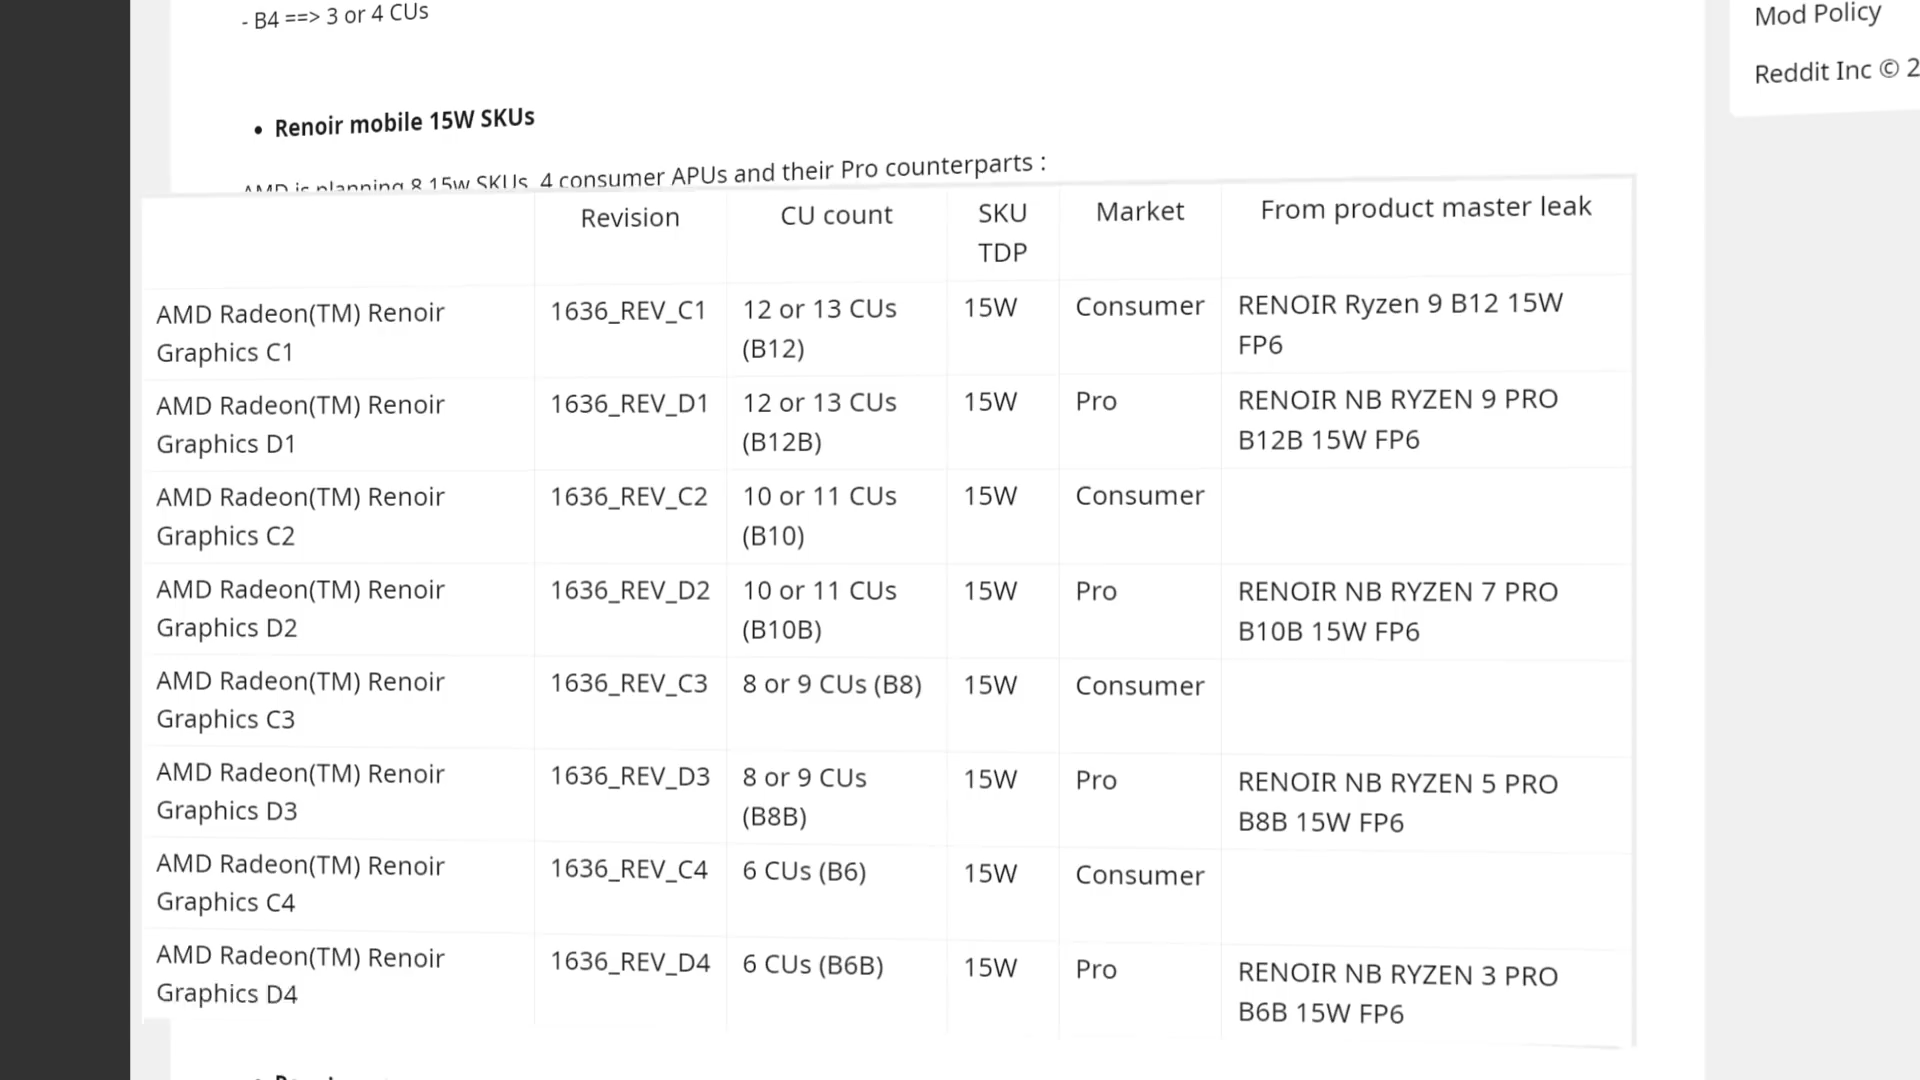 - B4 ==> 3 or 4 CUs
Mod Policy
Reddit Inc © 2
• Renoir mobile 15W SKUs
AMD is planning 8 15w SKUs 4 consumer APUs and their Pro counterparts :
Revision
CU count
SKU
TDP
Market
From product master leak
AMD Radeon(TM) Renoir
Graphics C1
1636_REV_C1
12 or 13 CUs
(B12)
15W
Consumer
RENOIR Ryzen 9 B12 15W
FP6
AMD Radeon(TM) Renoir
Graphics D1
1636_REV_D1
12 or 13 CUs
(B12B)
15W
Pro
RENOIR NB RYZEN 9 PRO
B12B 15W FP6
AMD Radeon(TM) Renoir
Graphics C2
1636_REV_C2
10 or 11 CUs
(B10)
15W
Consumer
AMD Radeon(TM) Renoir
Graphics D2
1636_REV_D2
10 or 11 CUs
(B10B)
15W
Pro
RENOIR NB RYZEN 7 PRO
B10B 15W FP6
AMD Radeon(TM) Renoir
Graphics C3
1636_REV_C3
8 or 9 CUs (B8)
15W
Consumer
AMD Radeon(TM) Renoir
Graphics D3
1636_REV_D3
8 or 9 CUs
(B8B)
15W
Pro
RENOIR NB RYZEN 5 PRO
B8B 15W FP6
AMD Radeon(TM) Renoir
Graphics C4
1636_REV_C4
6 CUs (B6)
15W
Consumer
AMD Radeon(TM) Renoir
Graphics D4
1636_REV_D4
6 CUs (B6B)
15W
Pro
RENOIR NB RYZEN 3 PRO
B6B 15W FP6